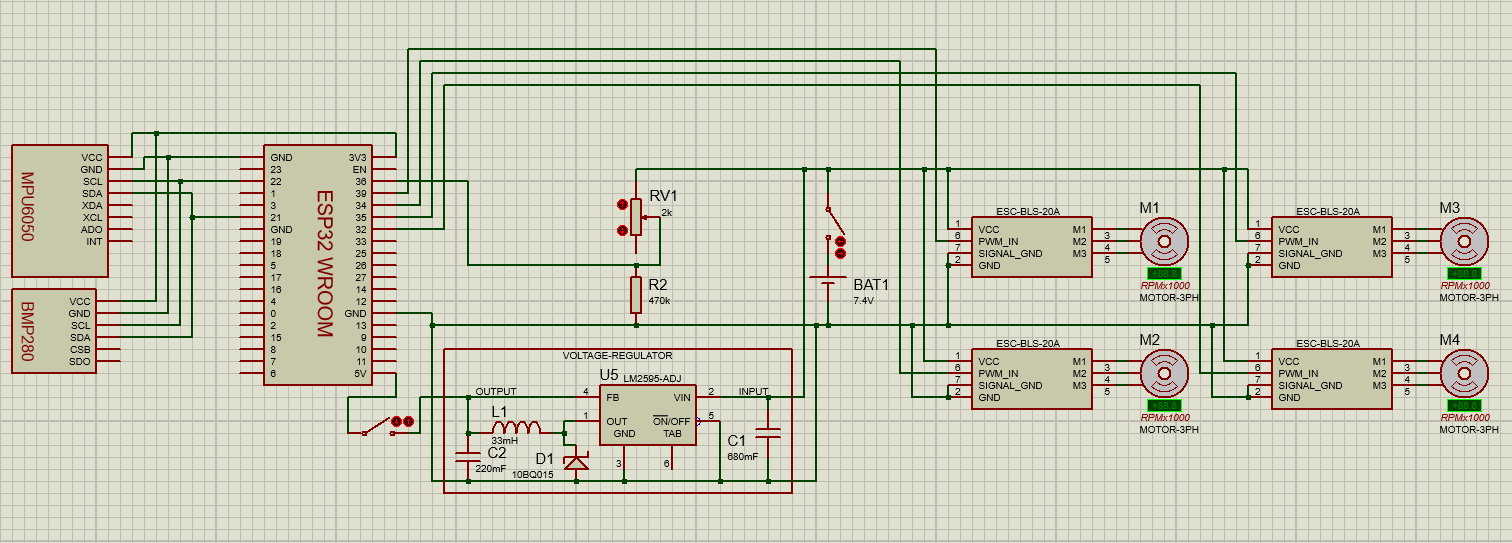 MPU6050
VCC
GND
SCL
SDA
XDA
XCL
ADO
INT
BMP280
VCC
GND
SCL
SDA
CSB
SDO
ESP32 WROOM
GND 3V3
23 EN
22 36
1 39
3 34
21 35
GND 32
19 33
18 25
5 26
17 27
16 14
4 12
0 GND
2 13
15 9
8 10
7 11
6 5V
RV1
2k
R2
470k
BAT1
7.4V
VOLTAGE-REGULATOR
U5 LM2595-ADJ
OUTPUT 4 FB VIN 2 INPUT
1 OUT ON/OFF 5
GND TAB
3 6
L1
33mH
C2
220mF
D1
10BQ015
C1
680mF
ESC-BLS-20A
1 VCC M1
6 PWM_IN M2 3
7 SIGNAL_GND M3 4
2 GND 5
M1
+88.8
RPMx1000
MOTOR-3PH
ESC-BLS-20A
1 VCC M1
6 PWM_IN M2 3
7 SIGNAL_GND M3 4
2 GND 5
M3
+88.8
RPMx1000
MOTOR-3PH
ESC-BLS-20A
1 VCC M1
6 PWM_IN M2 3
7 SIGNAL_GND M3 4
2 GND 5
M2
+88.8
RPMx1000
MOTOR-3PH
ESC-BLS-20A
1 VCC M1
6 PWM_IN M2 3
7 SIGNAL_GND M3 4
2 GND 5
M4
+88.8
RPMx1000
MOTOR-3PH